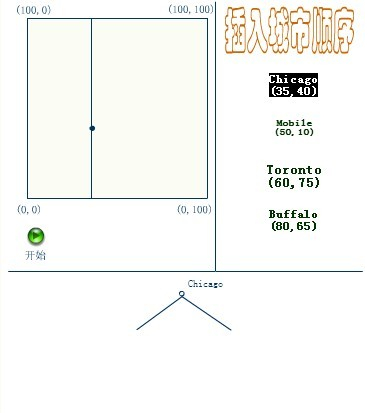 (100,0)
(100,100)
插入城市顺序
Chicago
(35,40)
Mobile
(50,10)
Toronto
(60,75)
Buffalo
(80,65)
(0,0)
(0,100)
开始
Chicago